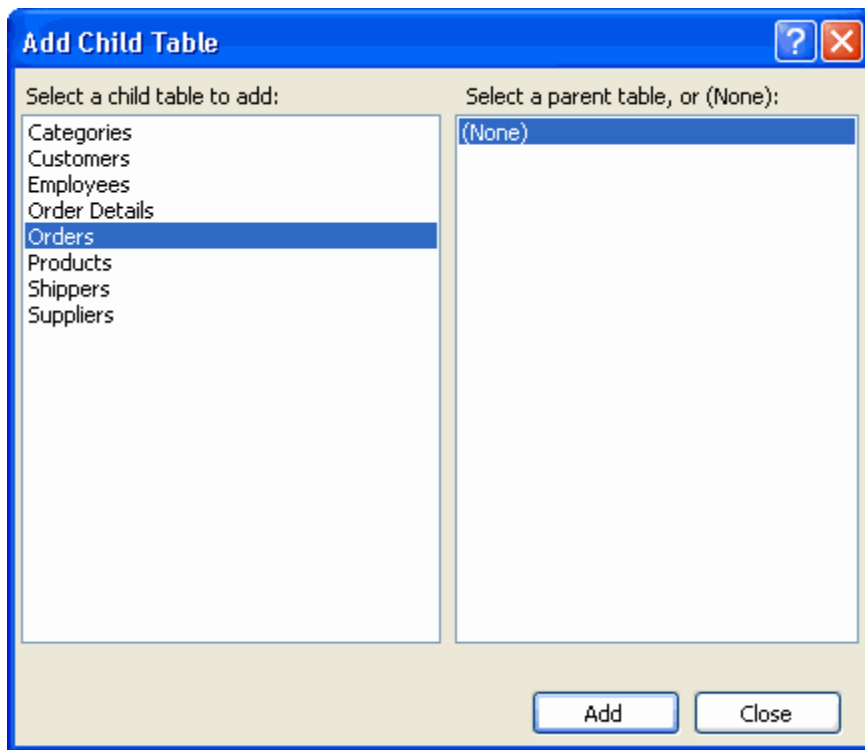 Add Child Table
Select a child table to add:
Categories
Customers
Employees
Order Details
Orders
Products
Shippers
Suppliers
Select a parent table, or (None):
(None)
Add
Close